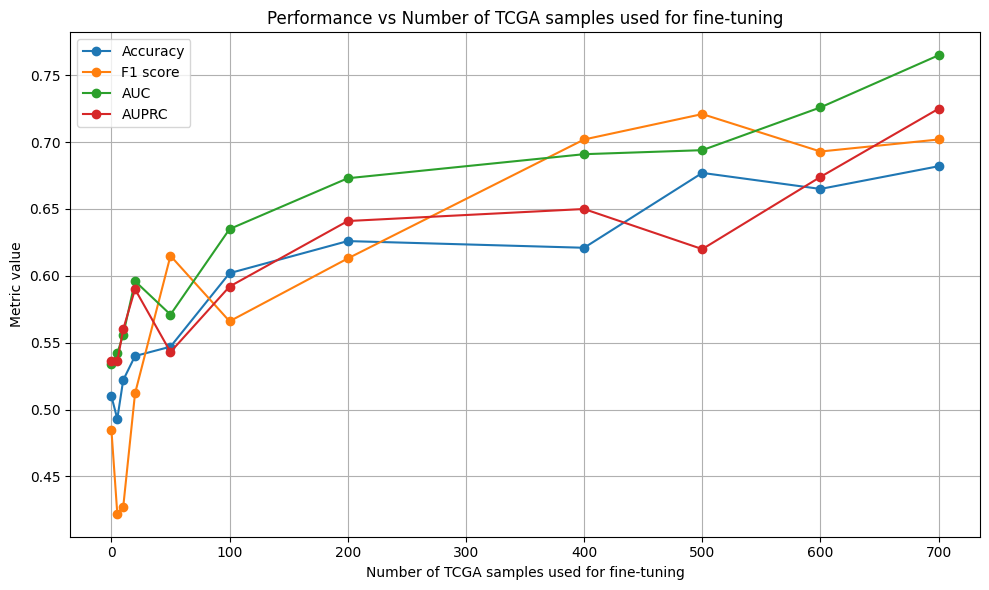 Performance vs Number of TCGA samples used for fine-tuning
Accuracy
F1 score
AUC
AUPRC
Metric value
0.75
0.70
0.65
0.60
0.55
0.50
0.45
0 100 200 300 400 500 600 700
Number of TCGA samples used for fine-tuning